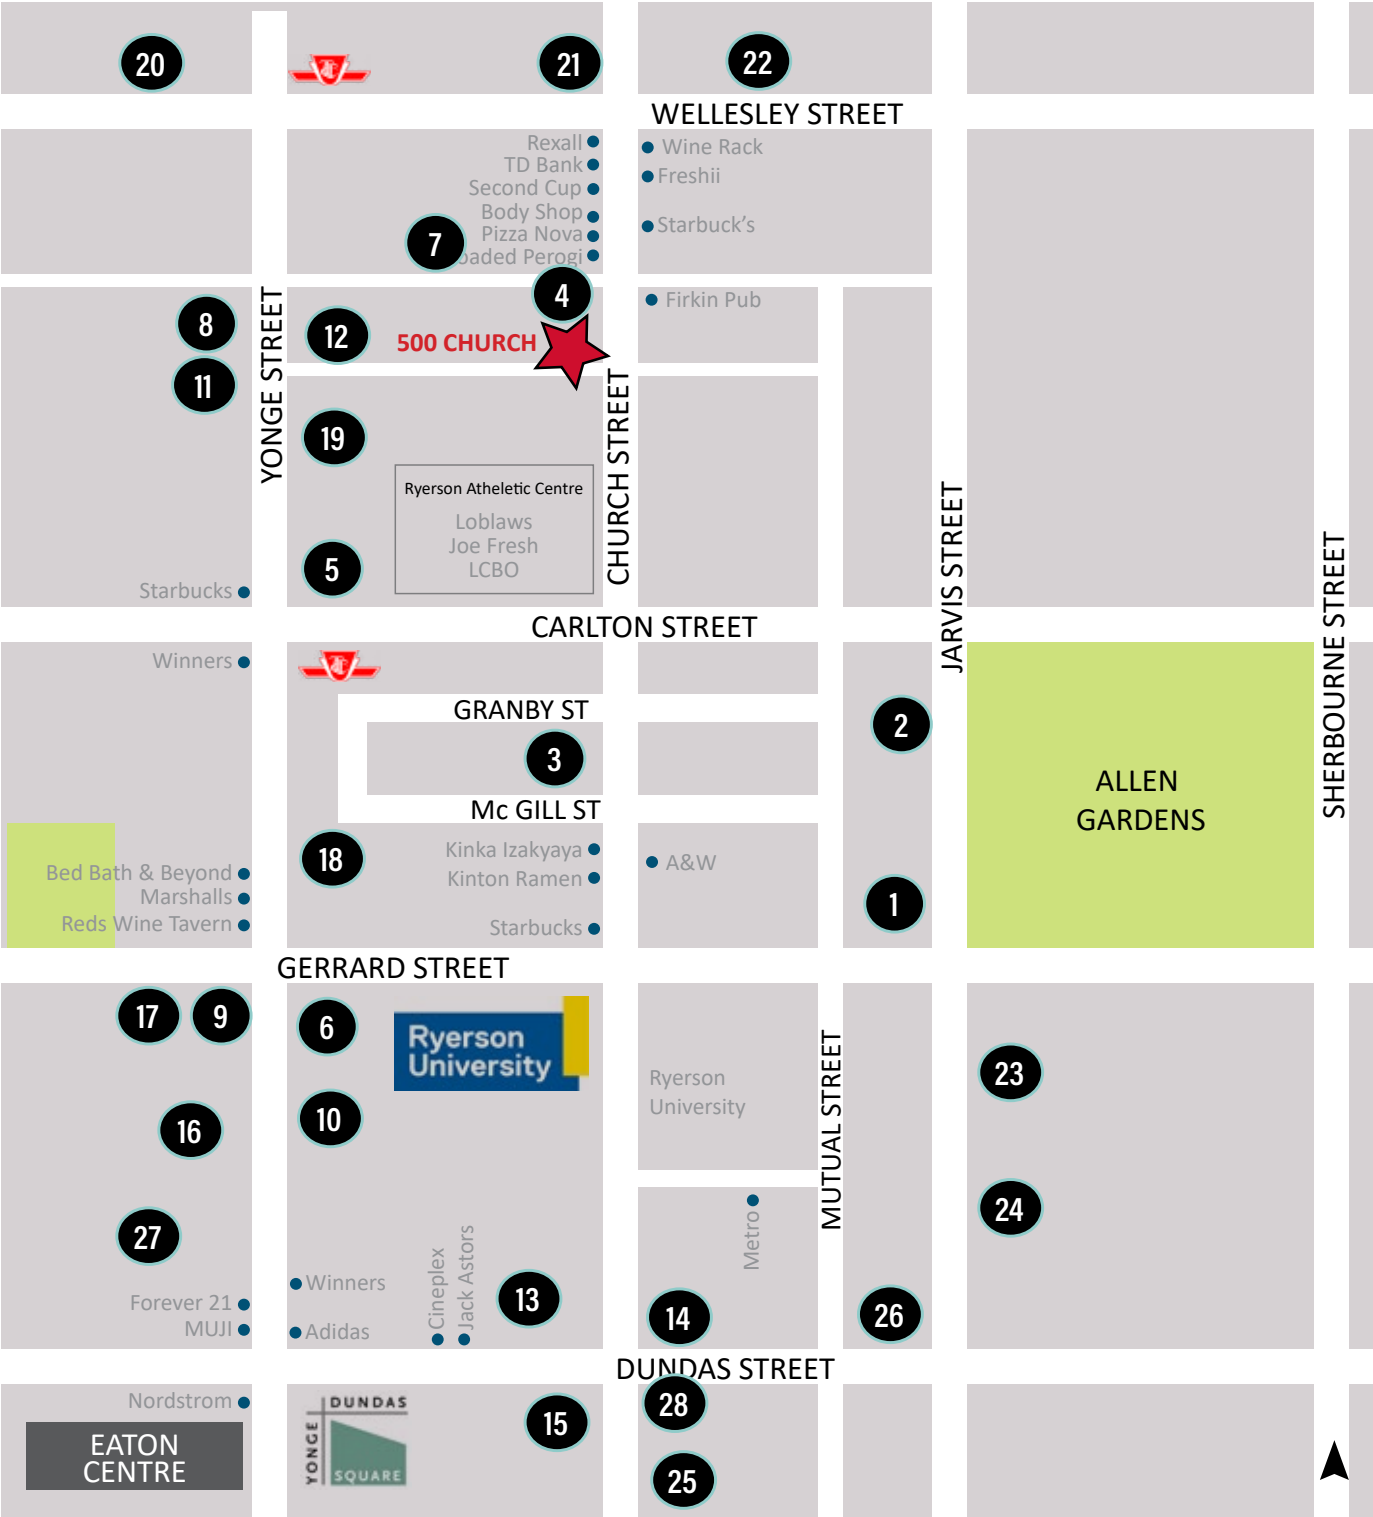 20
21
22
WELLESLEY STREET
Rexall
TD Bank
Second Cup
Body Shop
Pizza Nova
oaded Perogi
Wine Rack
Freshii
Starbuck's
7
4
Firkin Pub
8
12
500 CHURCH
11
YONGE STREET
CHURCH STREET
19
Ryerson Atheletic Centre
Loblaws
Joe Fresh
LCBO
5
Starbucks
JARVIS STREET
SHERBOURNE STREET
CARLTON STREET
Winners
GRANBY ST
2
3
ALLEN
GARDENS
Mc GILL ST
18
Kinka Izakyaya
Kinton Ramen
Starbucks
A&W
1
Bed Bath & Beyond
Marshalls
Reds Wine Tavern
GERRARD STREET
17
9
6
Ryerson
University
Ryerson
University
MUTUAL STREET
23
10
16
24
27
Metro
Winners
Adidas
Cineplex
Jack Astors
13
14
26
Forever 21
MUJI
DUNDAS STREET
Nordstrom
EATON
CENTRE
DUNDAS
YONGE
SQUARE
15
28
25